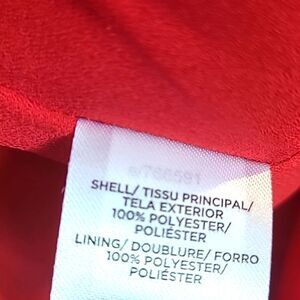 SHELL/ TISSU PRINCIPAL/
TELA EXTERIOR
100% POLYESTER/
POLIÉSTER
LINING/ DOUBLURE/ FORRO
100% POLYESTER/
POLIÉSTER